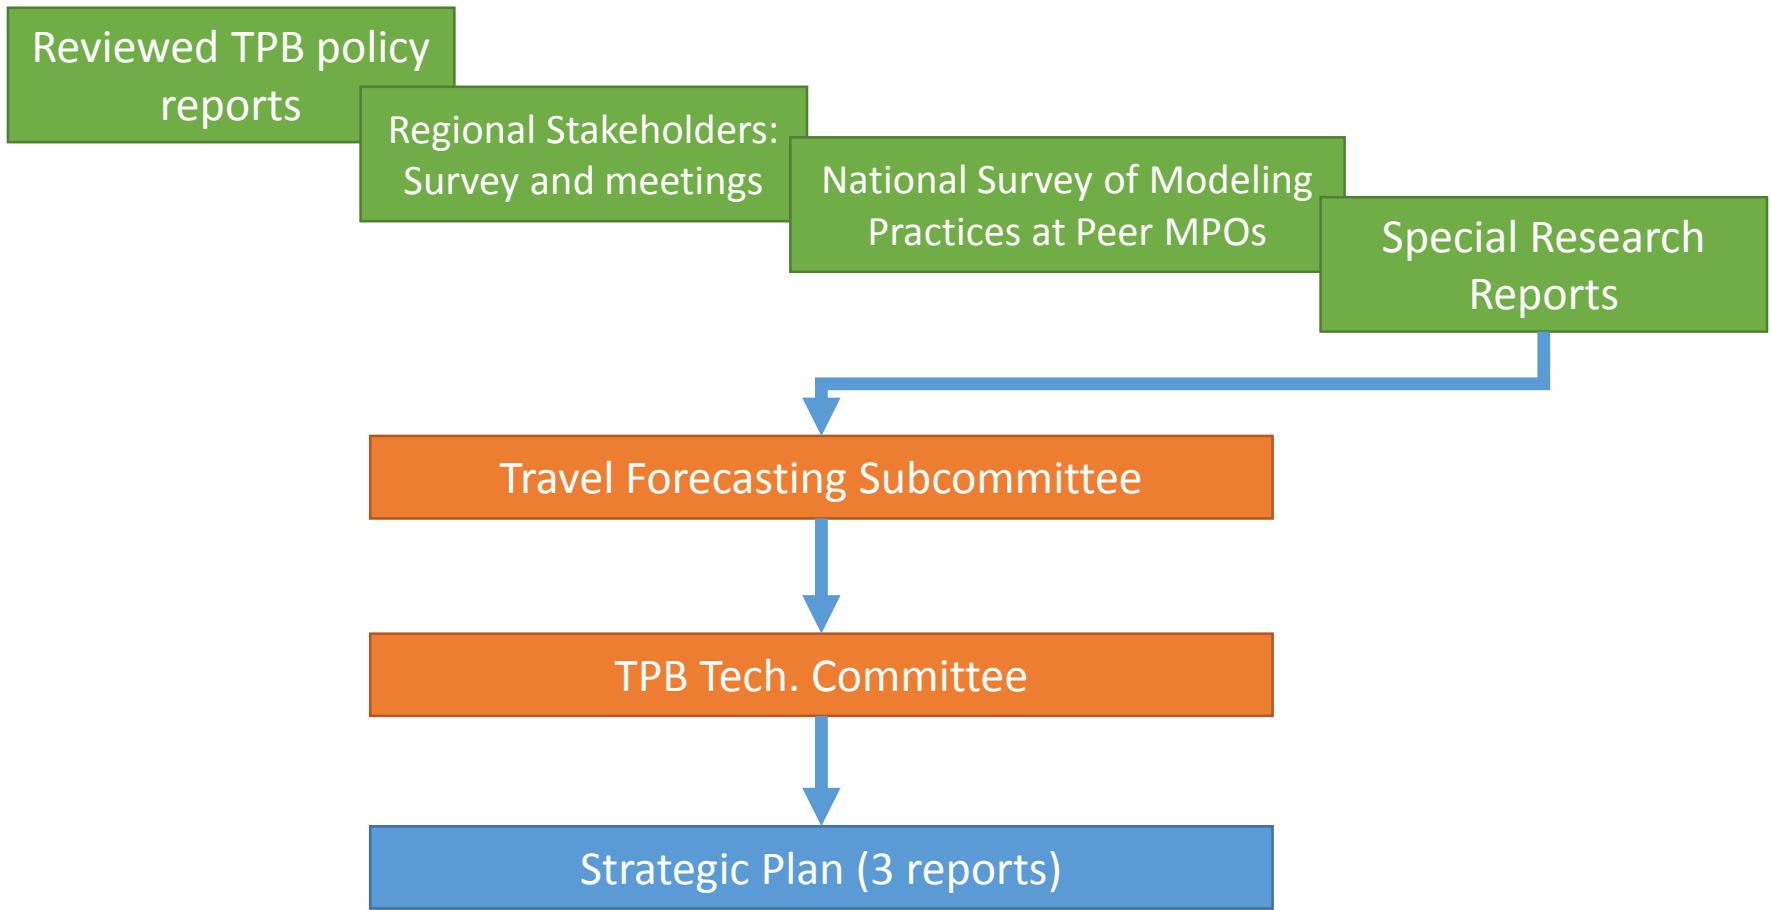 Reviewed TPB policy
reports
Regional Stakeholders:
Survey and meetings
National Survey of Modeling
Practices at Peer MPOs
Special Research
Reports
Travel Forecasting Subcommittee
TPB Tech. Committee
Strategic Plan (3 reports)